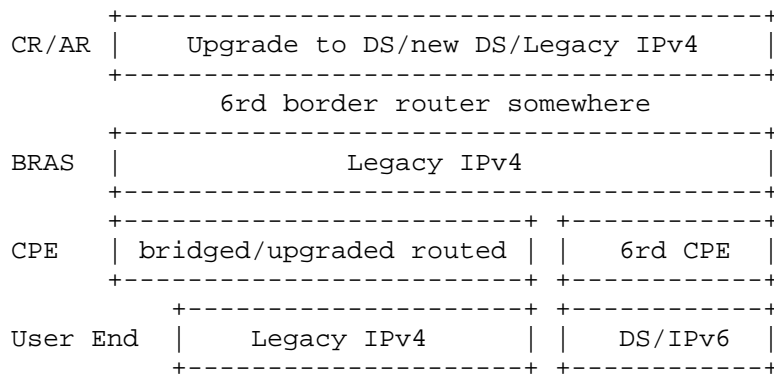 +----------------------------------------+
CR/AR |    Upgrade to DS/new DS/Legacy IPv4    |
+----------------------------------------+
6rd border router somewhere
+----------------------------------------+
BRAS  |              Legacy IPv4               |
+----------------------------------------+
+-------------------------+ +------------+
CPE   | bridged/upgraded routed | |  6rd CPE   |
+-------------------------+ +------------+
+---------------------+ +------------+
User End  |    Legacy IPv4      | |  DS/IPv6   |
+---------------------+ +------------+